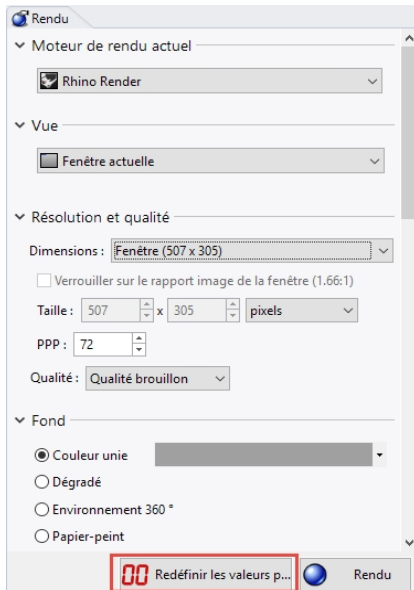 Rendu
Moteur de rendu actuel
Rhino Render
Vue
Fenêtre actuelle
Résolution et qualité
Dimensions : Fenêtre (507 x 305)
Verrouiller sur le rapport image de la fenêtre (1.66:1)
Taille : 507 x 305 pixels
PPP : 72
Qualité : Qualité brouillon
Fond
Couleur unie
Dégradé
Environnement 360 °
Papier-peint
00 Redéfinir les valeurs p... Rendu